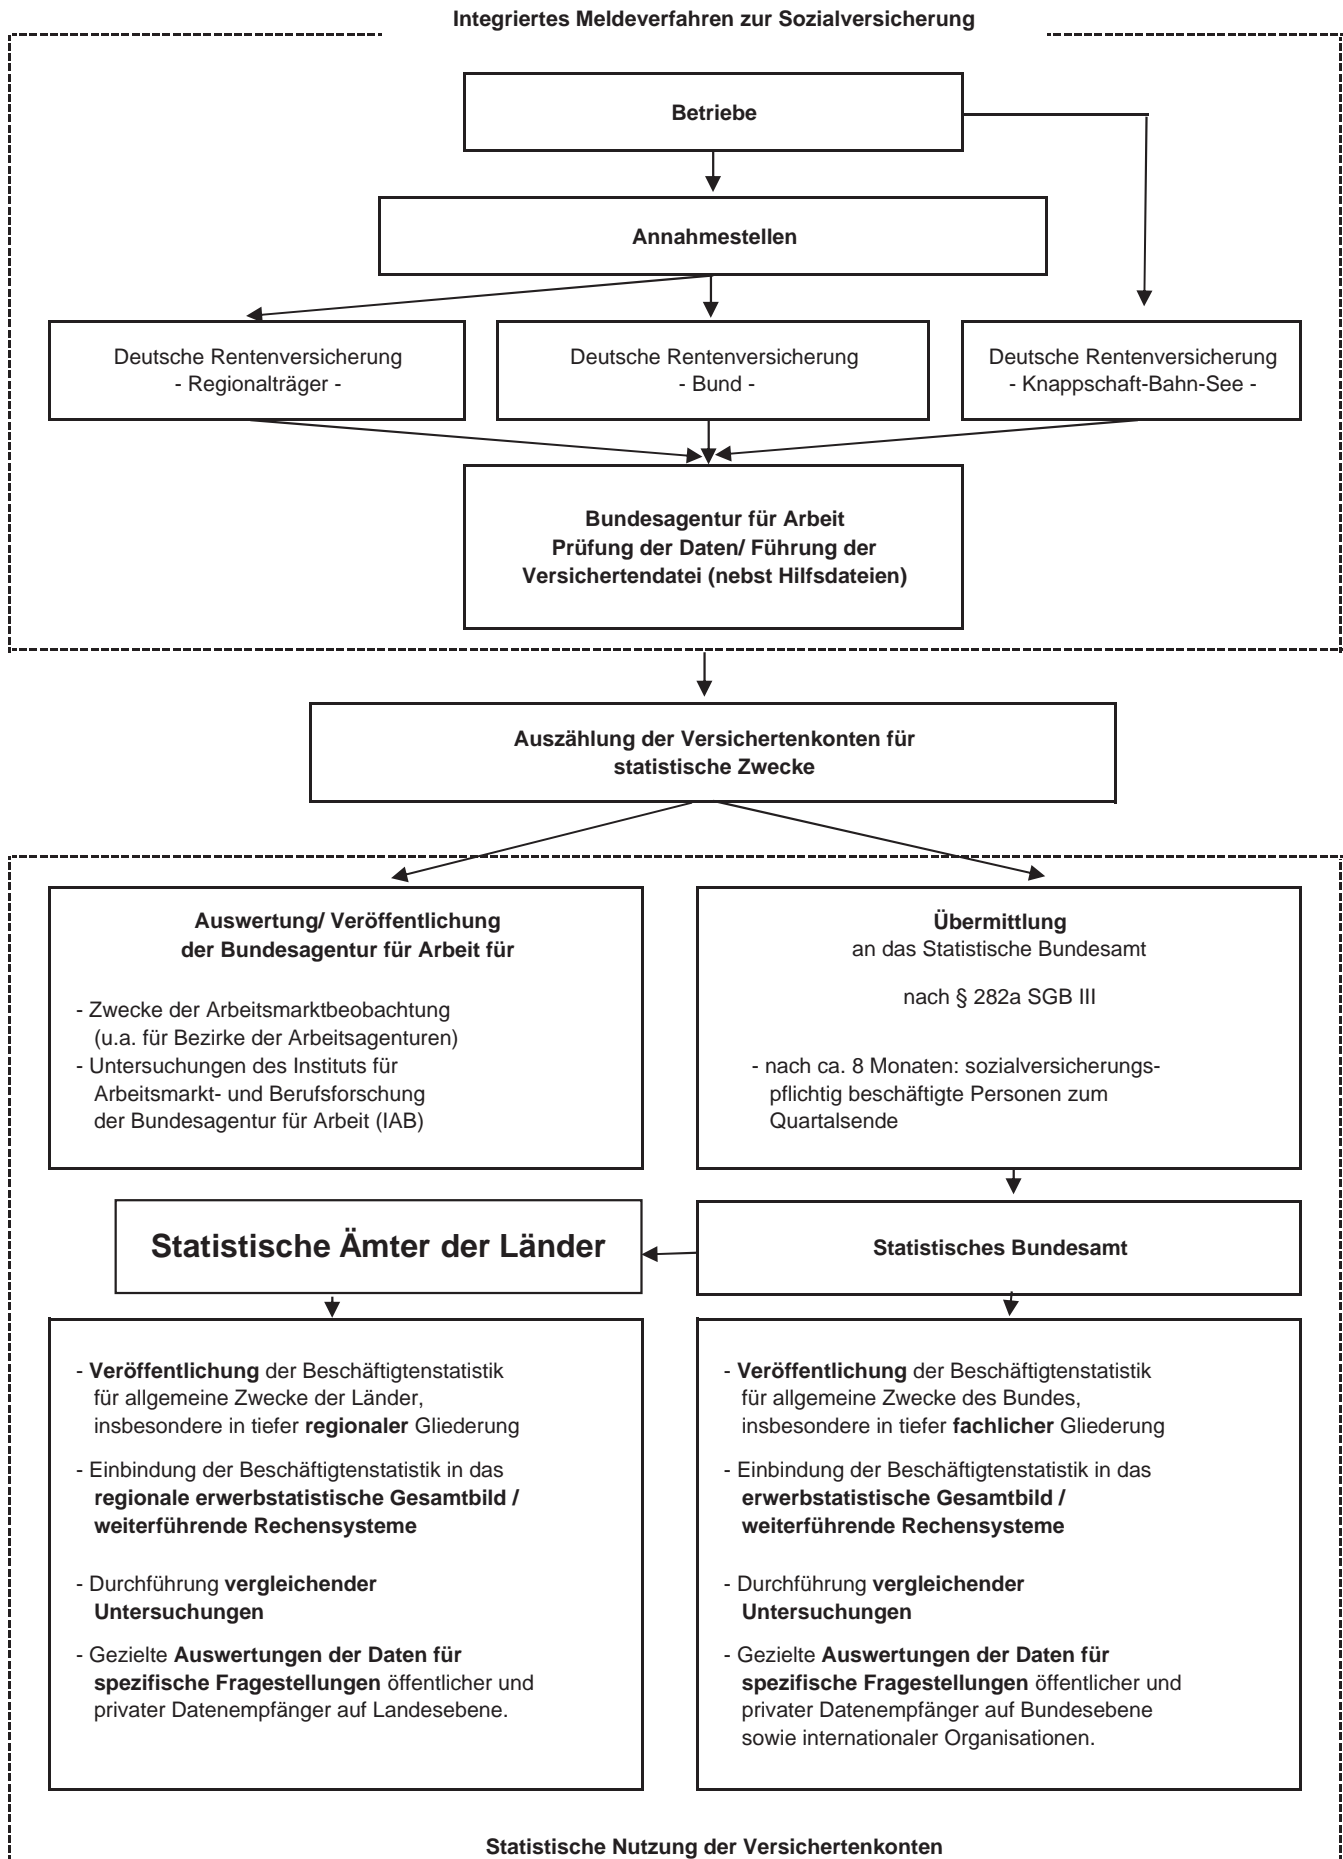 Integriertes Meldeverfahren zur Sozialversicherung
Betriebe
Annahmestellen
Deutsche Rentenversicherung
- Regionalträger -
Deutsche Rentenversicherung
- Bund -
Deutsche Rentenversicherung
- Knappschaft-Bahn-See -
Bundesagentur für Arbeit
Prüfung der Daten/ Führung der
Versichertendatei (nebst Hilfsdateien)
Auszählung der Versichertenkonten für
statistische Zwecke
Auswertung/ Veröffentlichung
der Bundesagentur für Arbeit für
- Zwecke der Arbeitsmarktbeobachtung
(u.a. für Bezirke der Arbeitsagenturen)
- Untersuchungen des Instituts für
Arbeitsmarkt- und Berufsforschung
der Bundesagentur für Arbeit (IAB)
Übermittlung
an das Statistische Bundesamt
nach § 282a SGB III
- nach ca. 8 Monaten: sozialversicherungs-
pflichtig beschäftigte Personen zum
Quartalsende
Statistische Ämter der Länder
Statistisches Bundesamt
- Veröffentlichung der Beschäftigtenstatistik
für allgemeine Zwecke der Länder,
insbesondere in tiefer regionaler Gliederung
- Einbindung der Beschäftigtenstatistik in das
regionale erwerbstatistische Gesamtbild /
weiterführende Rechensysteme
- Durchführung vergleichender
Untersuchungen
- Gezielte Auswertungen der Daten für
spezifische Fragestellungen öffentlicher und
privater Datenempfänger auf Landesebene.
- Veröffentlichung der Beschäftigtenstatistik
für allgemeine Zwecke des Bundes,
insbesondere in tiefer fachlicher Gliederung
- Einbindung der Beschäftigtenstatistik in das
erwerbstatistische Gesamtbild /
weiterführende Rechensysteme
- Durchführung vergleichender
Untersuchungen
- Gezielte Auswertungen der Daten für
spezifische Fragestellungen öffentlicher und
privater Datenempfänger auf Bundesebene
sowie internationaler Organisationen.
Statistische Nutzung der Versichertenkonten